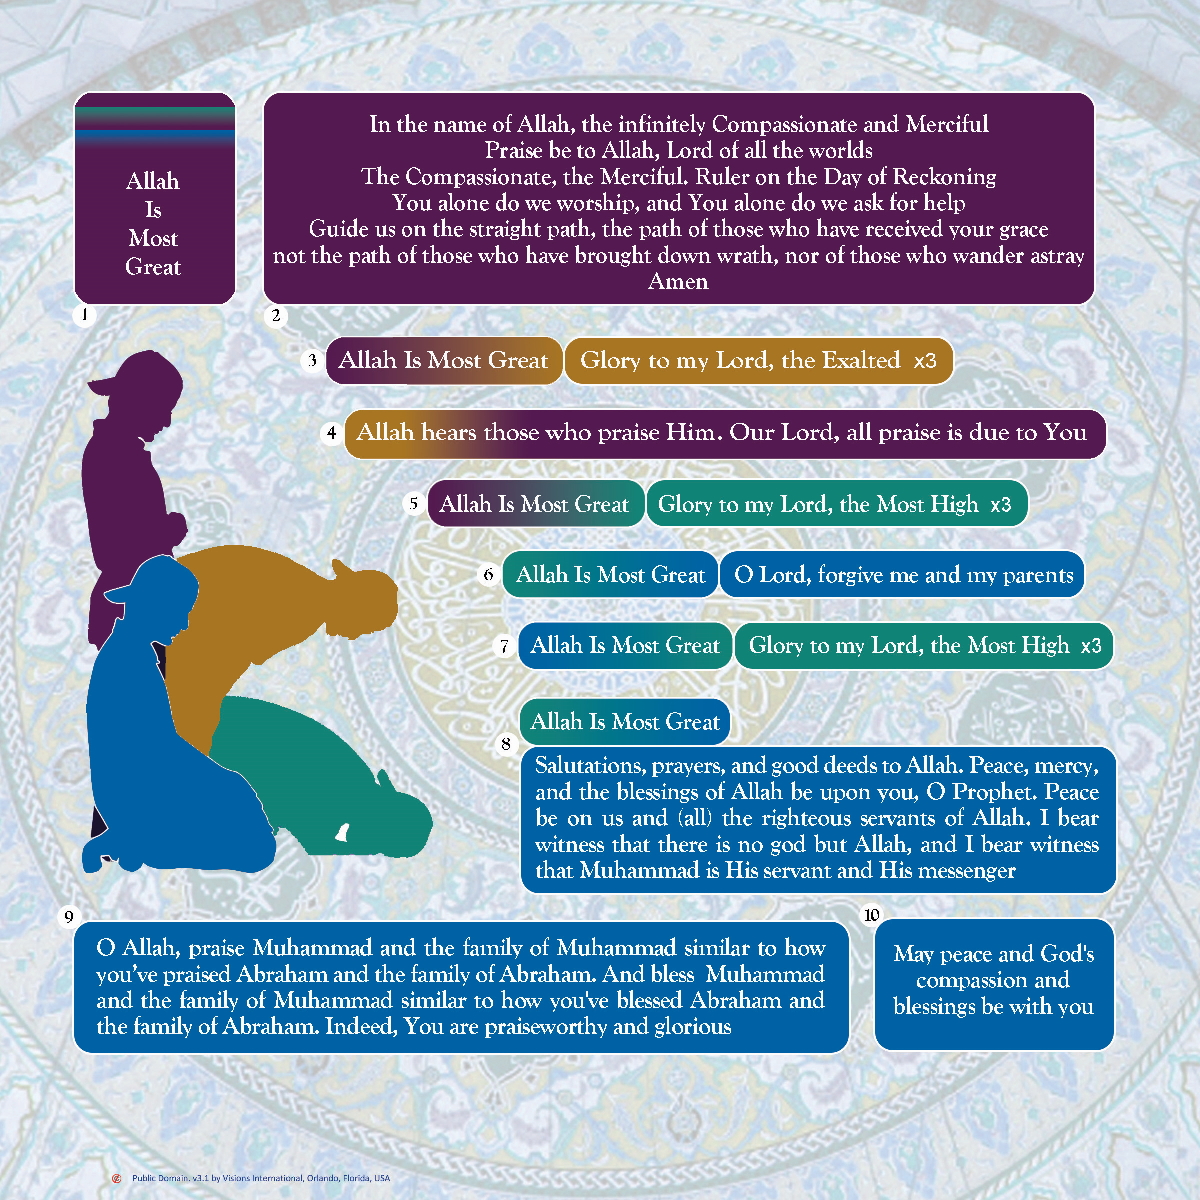 Allah
Is
Most
Great
1
In the name of Allah, the infinitely Compassionate and Merciful
Praise be to Allah, Lord of all the worlds
The Compassionate, the Merciful. Ruler on the Day of Reckoning
You alone do we worship, and You alone do we ask for help
Guide us on the straight path, the path of those who have received your grace
not the path of those who have brought down wrath, nor of those who wander astray
Amen
2
3 Allah Is Most Great Glory to my Lord, the Exalted x3
4 Allah hears those who praise Him. Our Lord, all praise is due to You
5 Allah Is Most Great Glory to my Lord, the Most High x3
6 Allah Is Most Great O Lord, forgive me and my parents
7 Allah Is Most Great Glory to my Lord, the Most High x3
Allah Is Most Great
8
Salutations, prayers, and good deeds to Allah. Peace, mercy,
and the blessings of Allah be upon you, O Prophet. Peace
be on us and (all) the righteous servants of Allah. I bear
witness that there is no god but Allah, and I bear witness
that Muhammad is His servant and His messenger
9
O Allah, praise Muhammad and the family of Muhammad similar to how
you've praised Abraham and the family of Abraham. And bless Muhammad
and the family of Muhammad similar to how you've blessed Abraham and
the family of Abraham. Indeed, You are praiseworthy and glorious
10
May peace and God's
compassion and
blessings be with you
Public Domain. v3.1 by Visions International, Orlando, Florida, USA